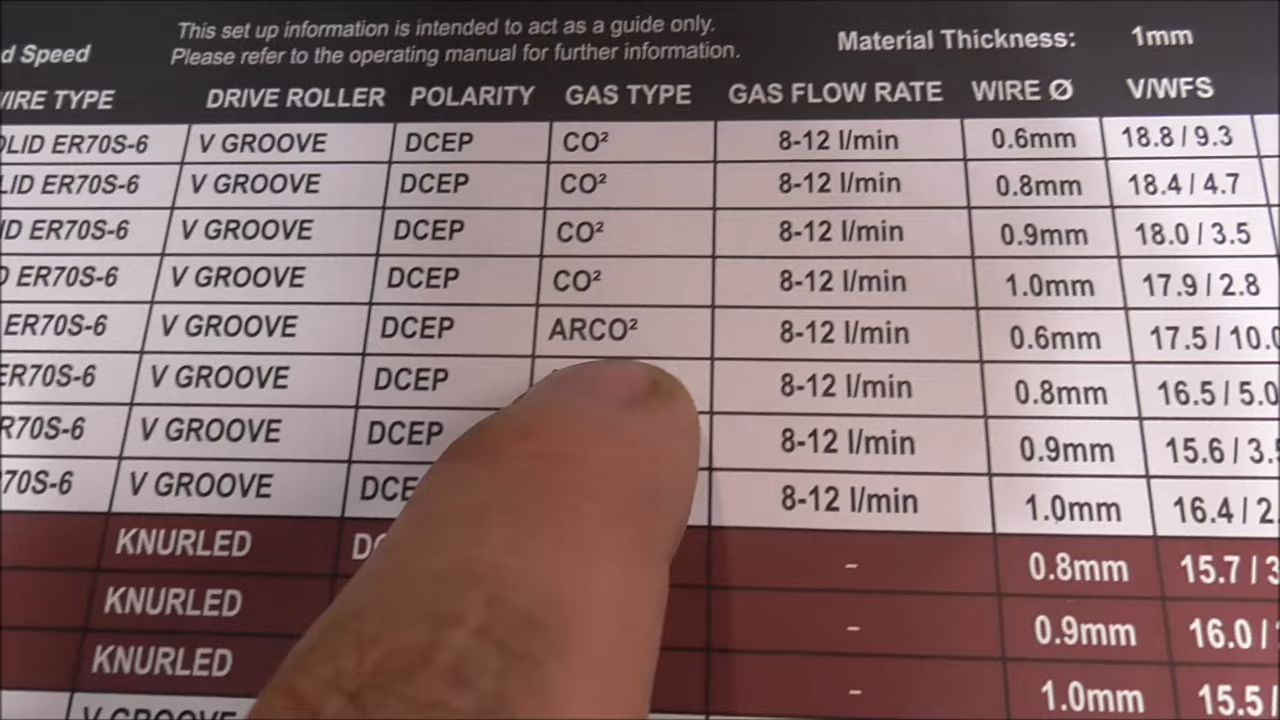 This set up information is intended to act as a guide only.
d Speed Please refer to the operating manual for further information. Material Thickness: 1mm
WIRE TYPE DRIVE ROLLER POLARITY GAS TYPE GAS FLOW RATE WIRE Ø V/WFS
OLID ER70S-6 V GROOVE DCEP CO² 8-12 l/min 0.6mm 18.8 / 9.3
LID ER70S-6 V GROOVE DCEP CO² 8-12 l/min 0.8mm 18.4 / 4.7
ID ER70S-6 V GROOVE DCEP CO² 8-12 l/min 0.9mm 18.0 / 3.5
D ER70S-6 V GROOVE DCEP CO² 8-12 l/min 1.0mm 17.9 / 2.8
ER70S-6 V GROOVE DCEP ARCO² 8-12 l/min 0.6mm 17.5 / 10.0
ER70S-6 V GROOVE DCEP 8-12 l/min 0.8mm 16.5 / 5.0
R70S-6 V GROOVE DCEP 8-12 l/min 0.9mm 15.6 / 3.
70S-6 V GROOVE DCE 8-12 l/min 1.0mm 16.4 / 2
KNURLED DC - 0.8mm 15.7 / 3
KNURLED - 0.9mm 16.0 /
KNURLED - 1.0mm 15.5 /
V GROOVE